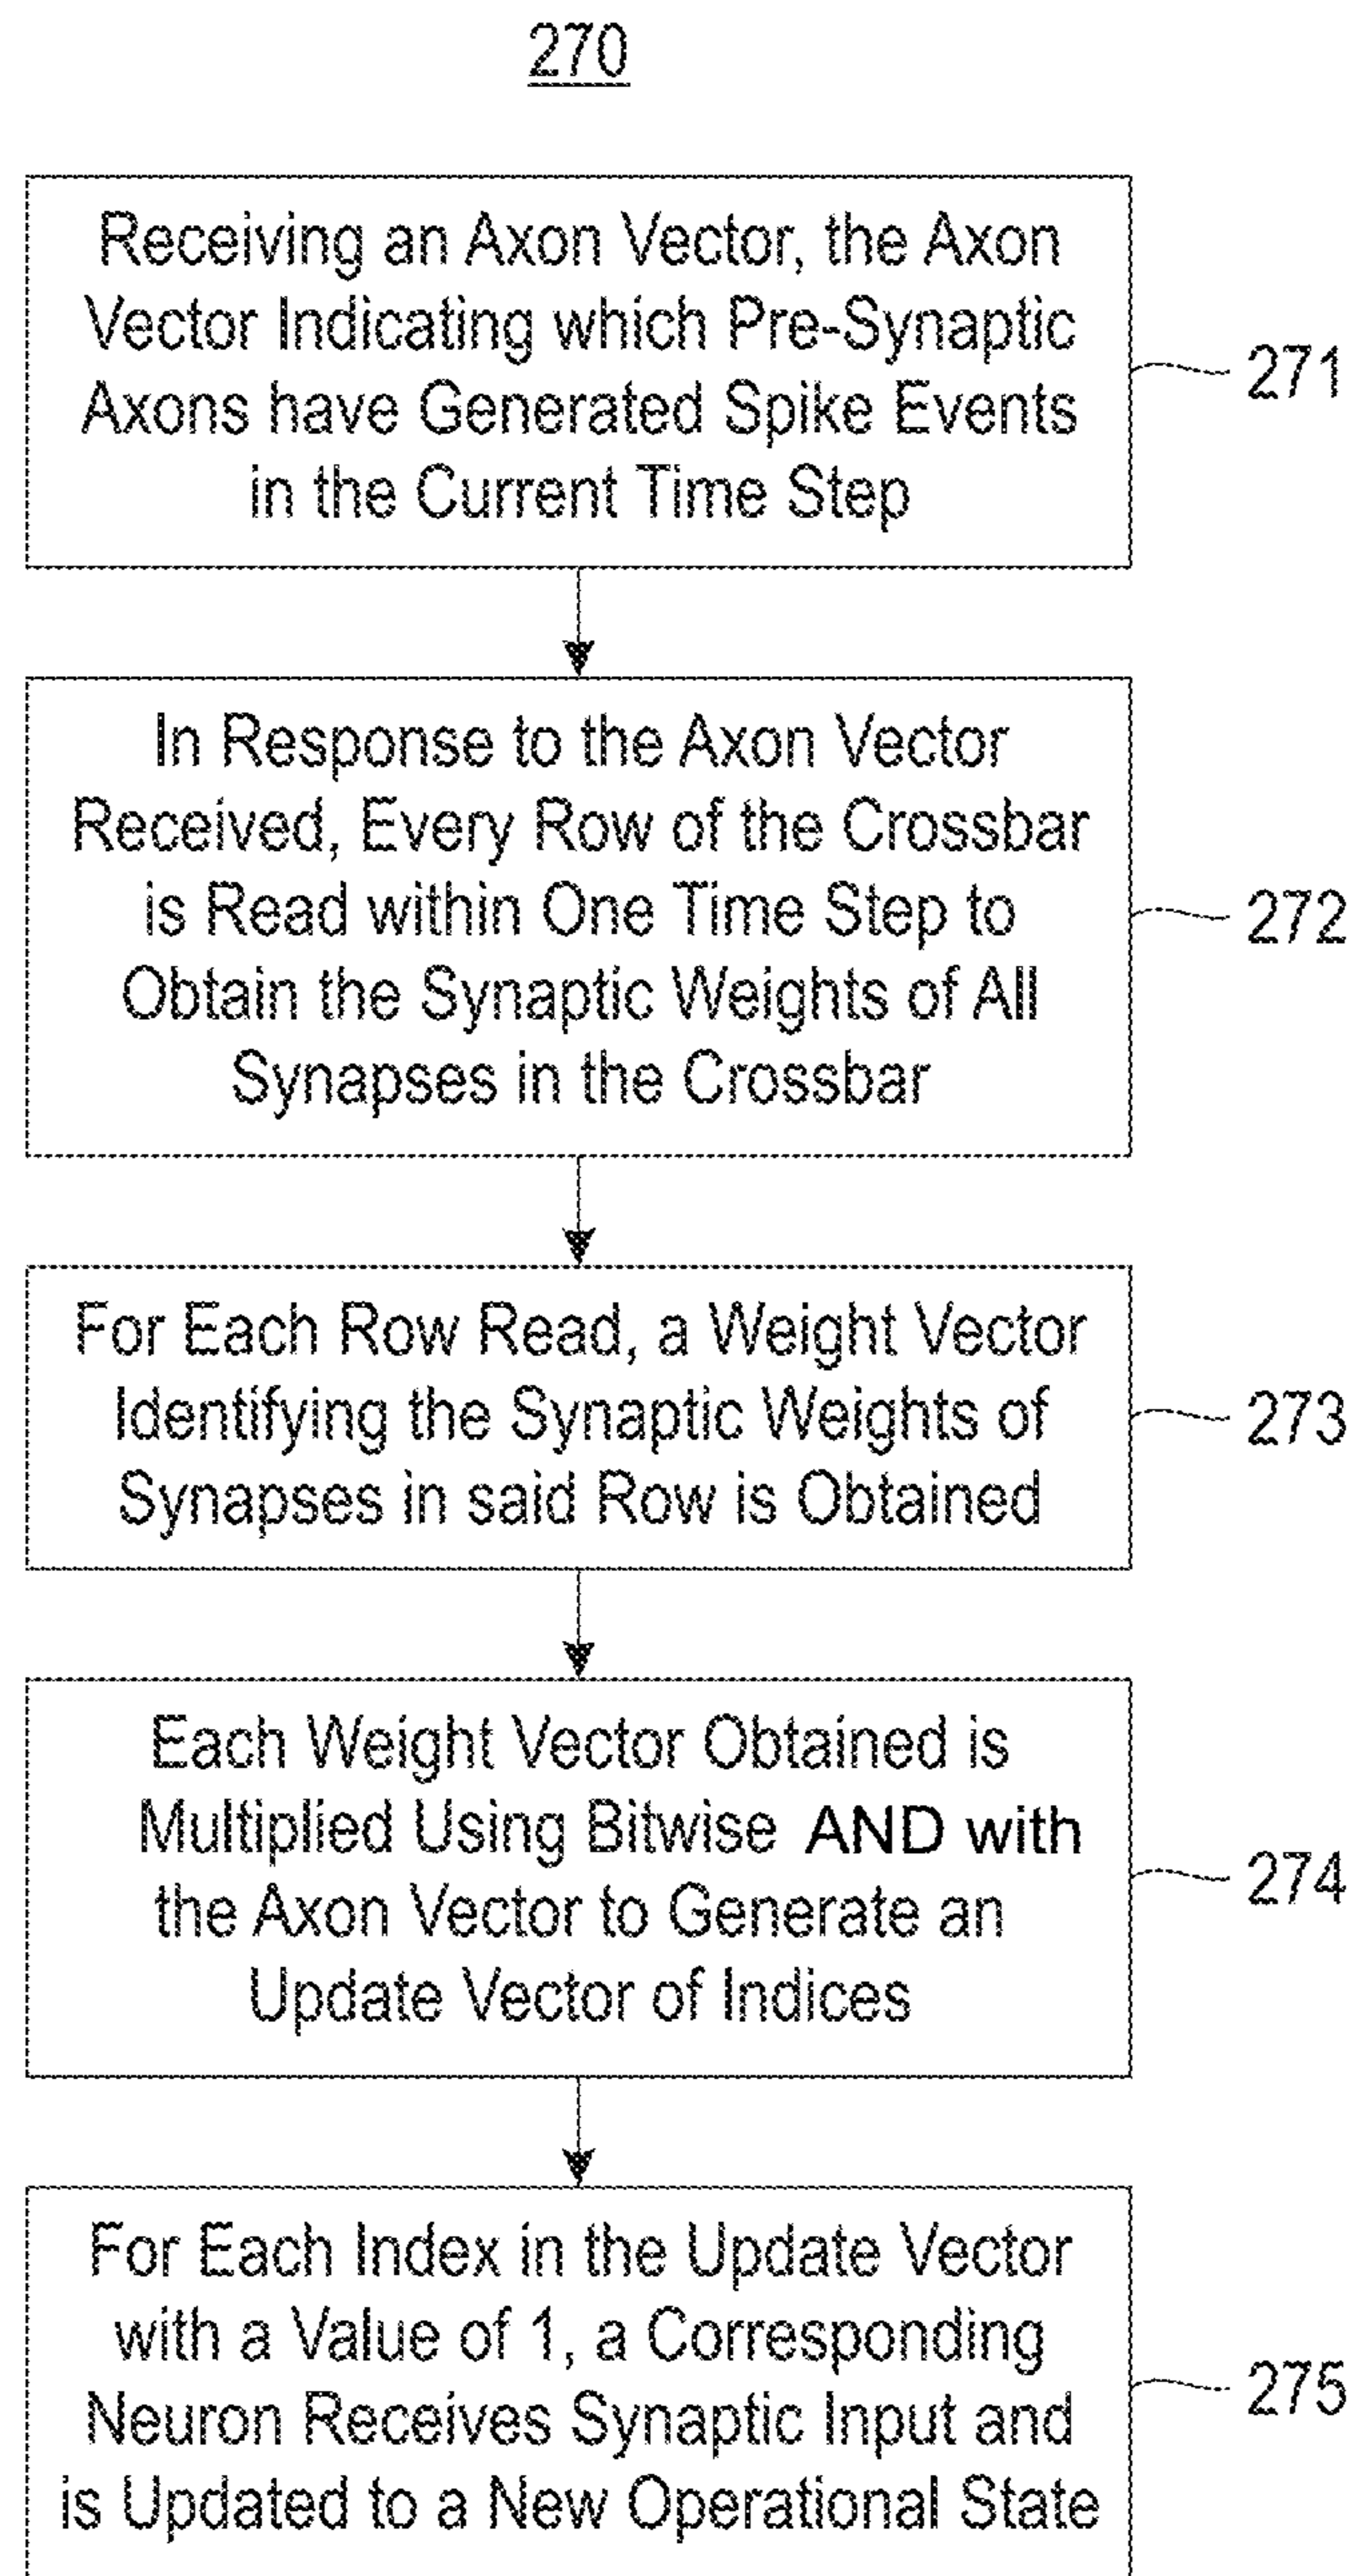 270
Receiving an Axon Vector, the Axon
Vector Indicating which Pre-Synaptic
Axons have Generated Spike Events
in the Current Time Step
271
In Response to the Axon Vector
Received, Every Row of the Crossbar
is Read within One Time Step to
Obtain the Synaptic Weights of All
Synapses in the Crossbar
272
For Each Row Read, a Weight Vector
Identifying the Synaptic Weights of
Synapses in said Row is Obtained
273
Each Weight Vector Obtained is
Multiplied Using Bitwise AND with
the Axon Vector to Generate an
Update Vector of Indices
274
For Each Index in the Update Vector
with a Value of 1, a Corresponding
Neuron Receives Synaptic Input and
is Updated to a New Operational State
275